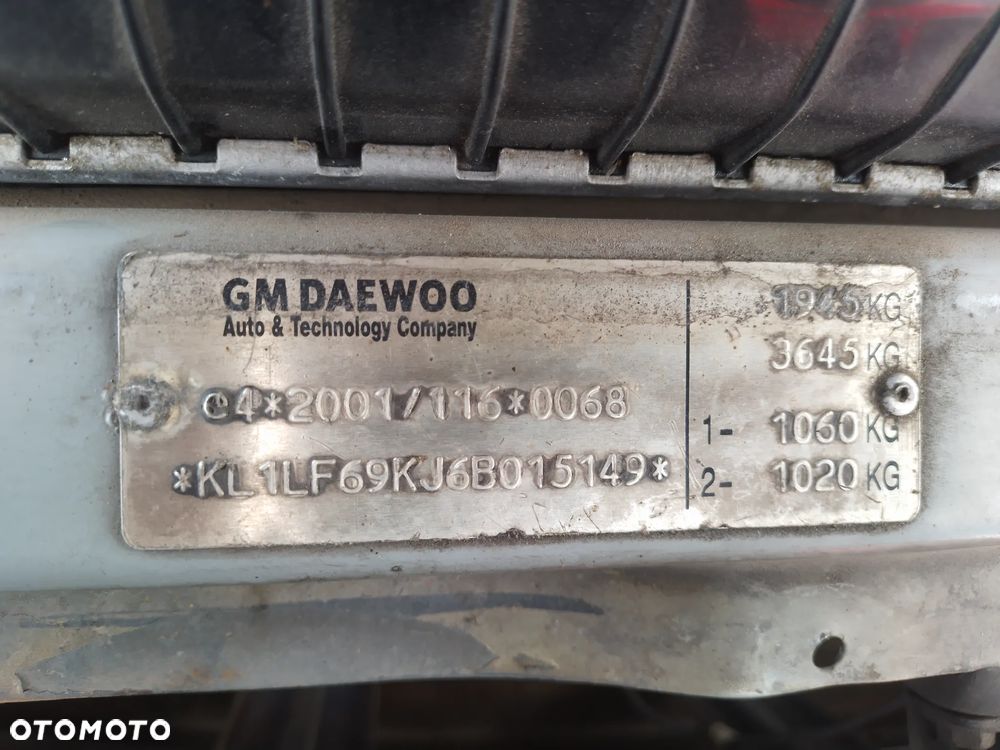 GM DAEWOO
Auto & Technology Company
e4*2001/116*0068
*KL1LF69KJ6B015149*
1945 KG
3645 KG
1- 1060 KG
2- 1020 KG
OTOMOTO